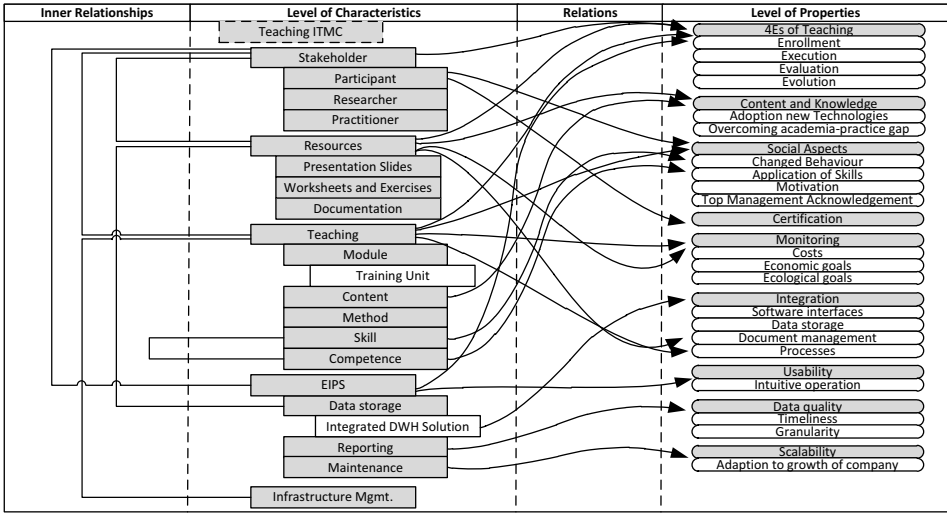 Inner Relationships
Level of Characteristics
Relations
Level of Properties
Teaching ITMC
Stakeholder
Participant
Researcher
Practitioner
Resources
Presentation Slides
Worksheets and Exercises
Documentation
Teaching
Module
Training Unit
Content
Method
Skill
Competence
EIPS
Data storage
Integrated DWH Solution
Reporting
Maintenance
Infrastructure Mgmt.
4Es of Teaching
Enrollment
Execution
Evaluation
Evolution
Content and Knowledge
Adoption new Technologies
Overcoming academia-practice gap
Social Aspects
Changed Behaviour
Application of Skills
Motivation
Top Management Acknowledgement
Certification
Monitoring
Costs
Economic goals
Ecological goals
Integration
Software interfaces
Data storage
Document management
Processes
Usability
Intuitive operation
Data quality
Timeliness
Granularity
Scalability
Adaption to growth of company